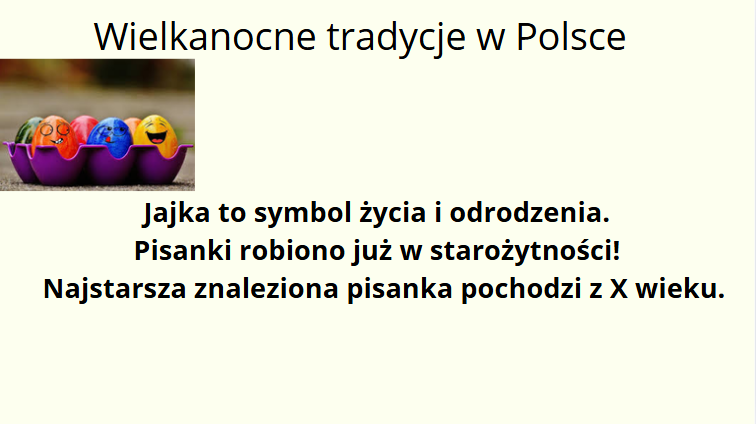 Wielkanocne tradycje w Polsce
Jajka to symbol życia i odrodzenia.
Pisanki robiono już w starożytności!
Najstarsza znaleziona pisanka pochodzi z X wieku.